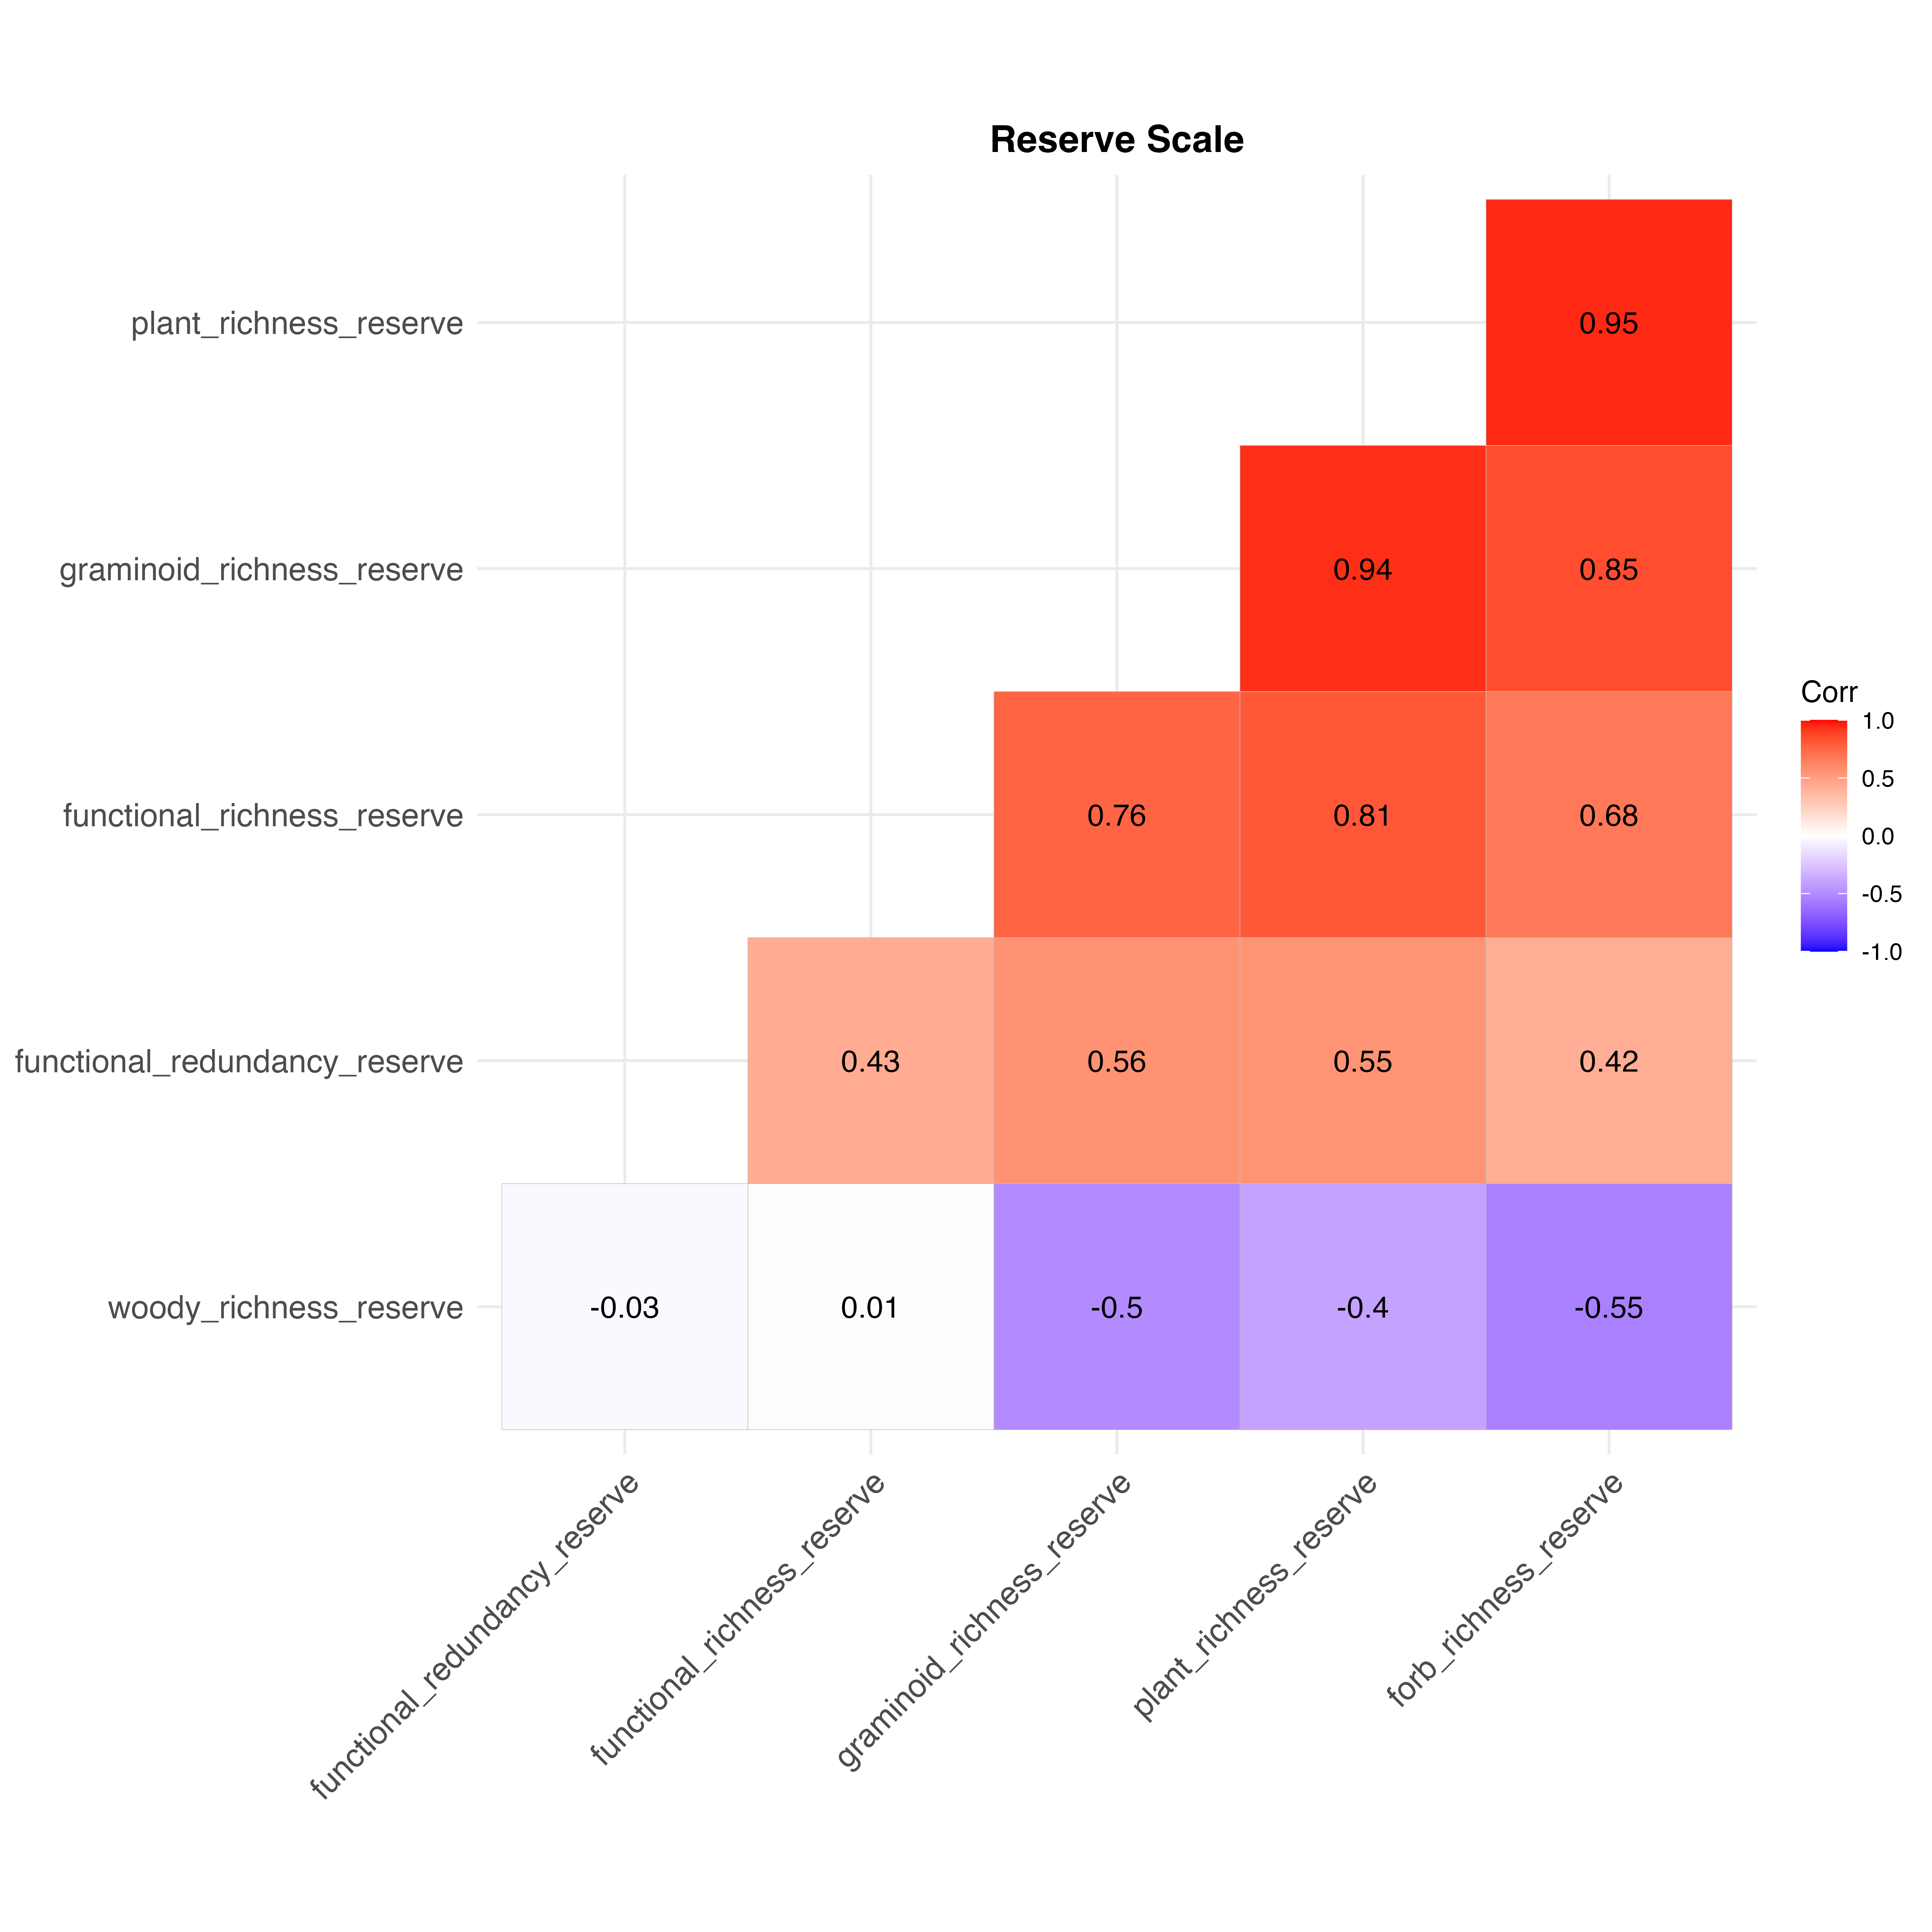 Reserve Scale
plant_richness_reserve
0.95
graminoid_richness_reserve
0.94 0.85
functional_richness_reserve
0.76 0.81 0.68
functional_redundancy_reserve
0.43 0.56 0.55 0.42
woody_richness_reserve
-0.03 0.01 -0.5 -0.4 -0.55
functional_redundancy_reserve
functional_richness_reserve
graminoid_richness_reserve
plant_richness_reserve
forb_richness_reserve
Corr
1.0
0.5
0.0
-0.5
-1.0